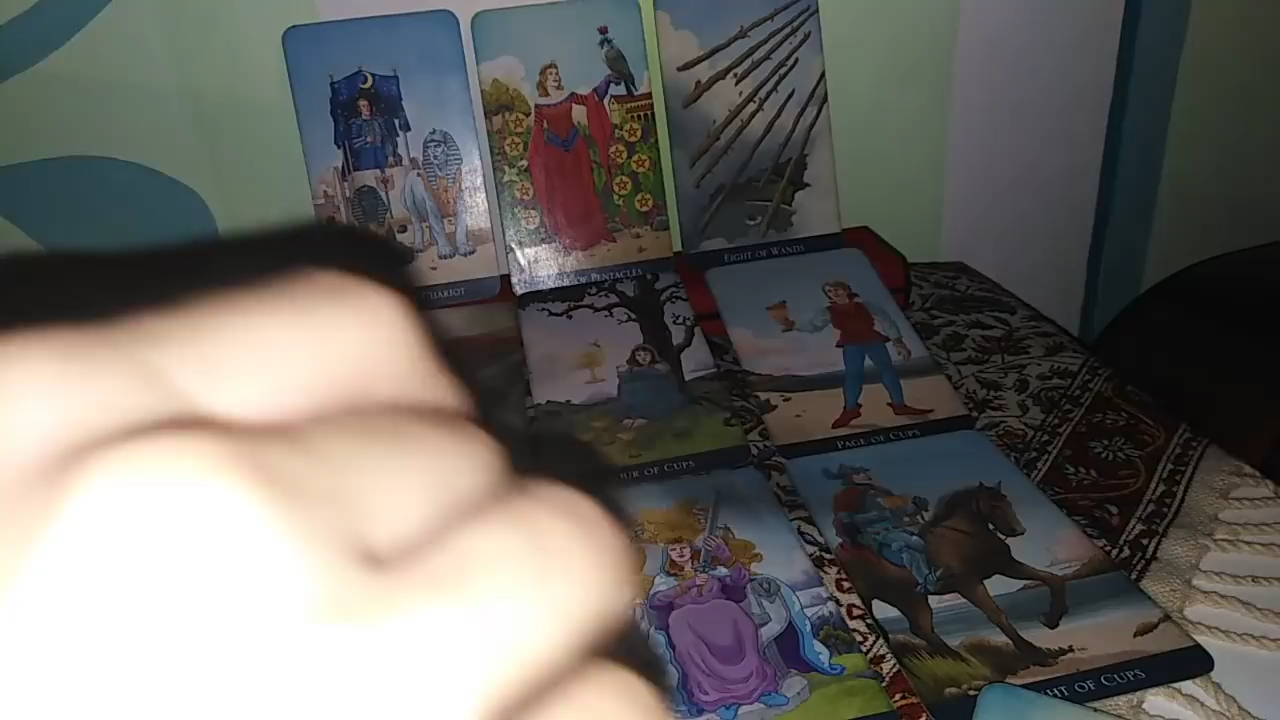 CHARIOT
OF PENTACLES
EIGHT OF WANDS
OF CUPS
PAGE OF CUPS
HT OF CUPS